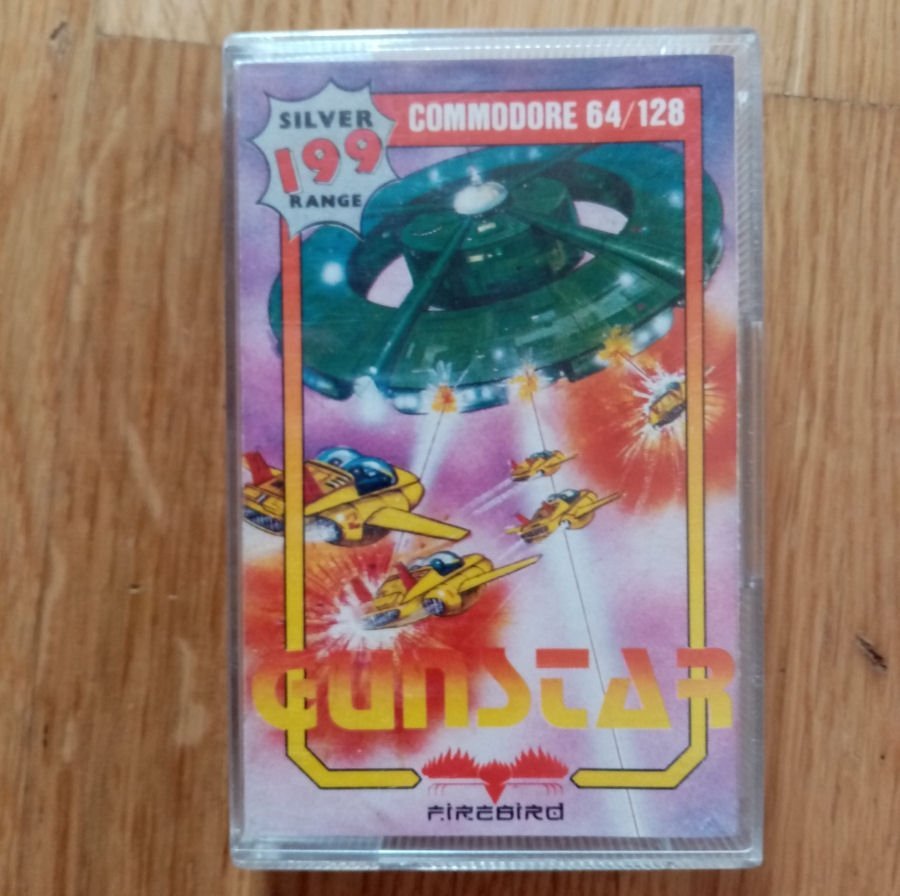 SILVER
199
RANGE
COMMODORE 64/128
GUNSTAR
FIREBIRD